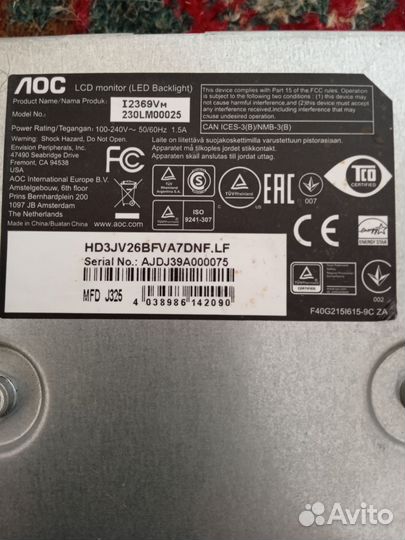 AOC
LCD monitor (LED Backlight)
Product Name/Nama Produk:
I2369VM
Model No.:
230LM00025
Power Rating/Tegangan: 100-240V~ 50/60Hz 1.5A
Envision Peripherals, Inc.
47490 Seabridge Drive
Fremont, CA 94538
USA
AOC International Europe B.V.
Amstelgebouw, 6th floor
Prins Bernhardplein 200
1097 JB Amsterdam
The Netherlands
Made in China/Buatan China
www.aoc.com
This device complies with Part 15 of the FCC rules. Operation is
subject to the following two conditions: (1) this device may not
cause harmful interference, and (2) this device must accept
any interference received, including interference that may
cause undesired operation.
CAN ICES-3(B)/NMB-3(B)
Warning: Shock Hazard, Do Not Open
Laite on liitettävä suojakoskettimilla varustettuun pistorasiaan
Apparaten skall anslutas till jordat uttag
Apparatet må tilkoples jordet stikkontakt.
ISO
9241-307
EAC
007
TCO
CERTIFIED
CE
ENERGY STAR
002
HD3JV26BFVA7DNF.LF
Serial No.: AJDJ39A000075
MFD J325
4 038986 142090
F40G215I615-9C ZA
Avito